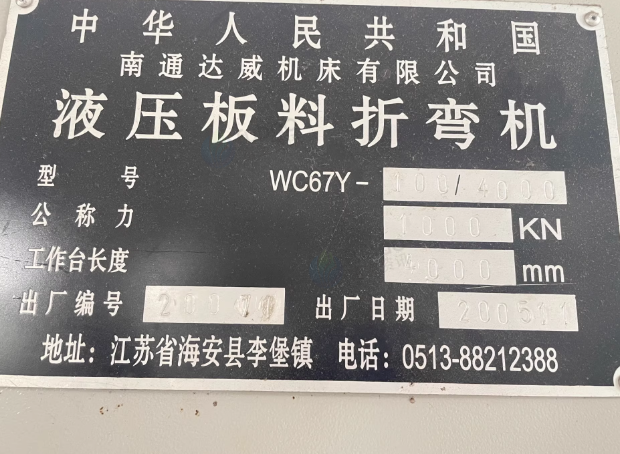 中华人民共和国
南通达威机床有限公司
液压板料折弯机
型号 WC67Y-100/4000
公称力 1000 KN
工作台长度 4000 mm
出厂编号 出厂日期
地址：江苏省海安县李堡镇 电话：0513-88212388